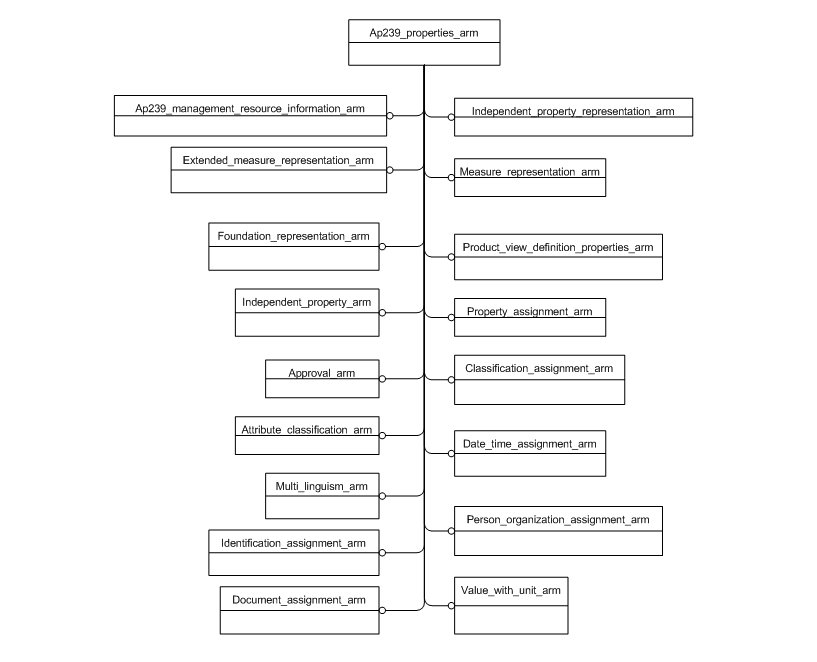 Ap239_properties_arm
Ap239_management_resource_information_arm
Independent_property_representation_arm
Extended_measure_representation_arm
Measure_representation_arm
Foundation_representation_arm
Product_view_definition_properties_arm
Independent_property_arm
Property_assignment_arm
Approval_arm
Classification_assignment_arm
Attribute_classification_arm
Date_time_assignment_arm
Multi_linguism_arm
Person_organization_assignment_arm
Identification_assignment_arm
Value_with_unit_arm
Document_assignment_arm